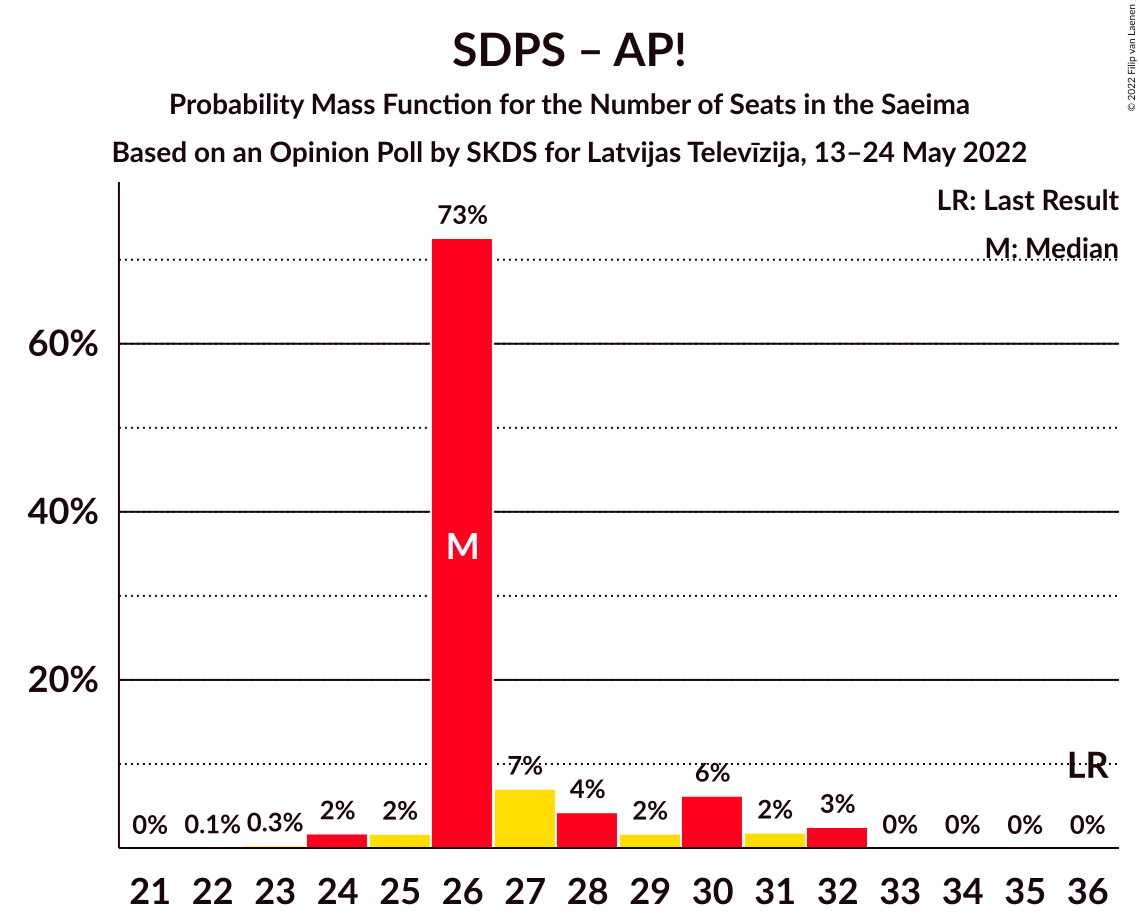 SDPS – AP!
Probability Mass Function for the Number of Seats in the Saeima
Based on an Opinion Poll by SKDS for Latvijas Televīzija, 13–24 May 2022
© 2022 Filip van Laenen
LR: Last Result
M: Median
60%
40%
20%
0%
0.1%
0.3%
2%
2%
73%
M
7%
4%
2%
6%
2%
3%
0%
0%
0%
LR
0%
21 22 23 24 25 26 27 28 29 30 31 32 33 34 35 36